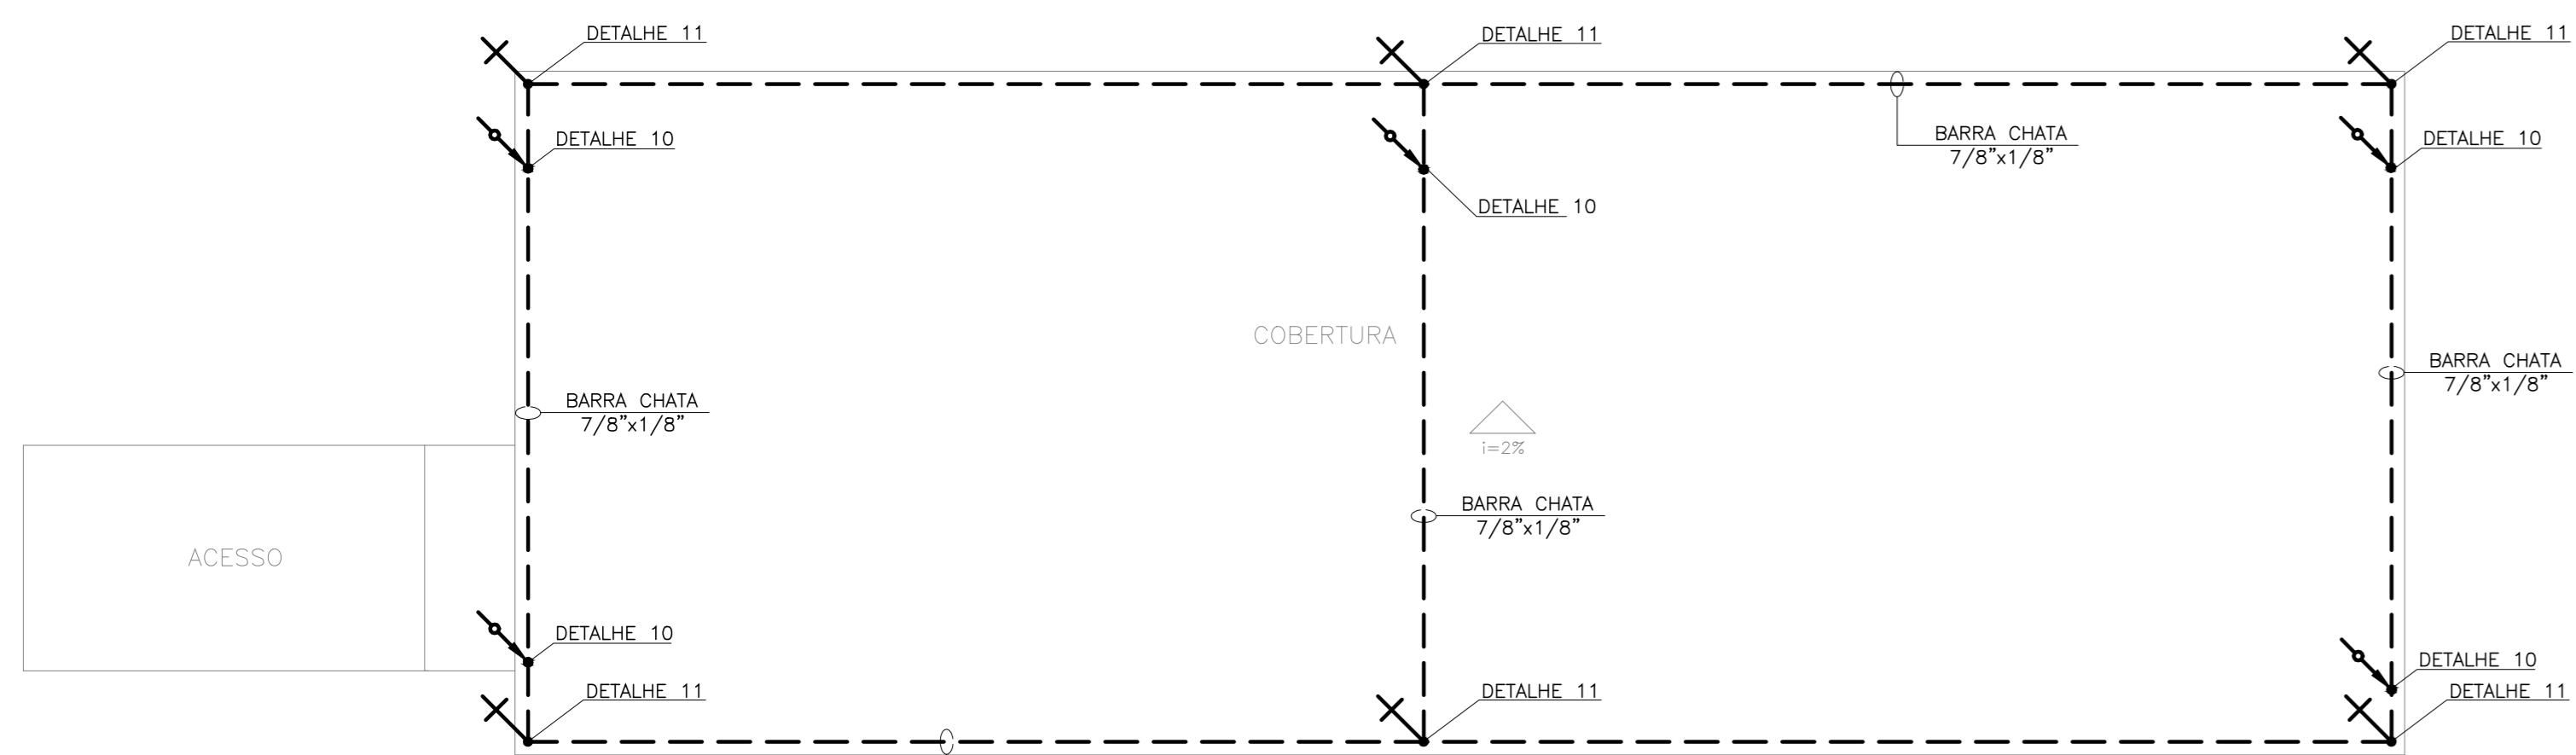 DETALHE 11
DETALHE 11
DETALHE 11
DETALHE 10
BARRA CHATA
7/8”x1/8”
DETALHE 10
DETALHE 10
COBERTURA
BARRA CHATA
7/8”x1/8”
BARRA CHATA
7/8”x1/8”
i=2%
BARRA CHATA
7/8”x1/8”
ACESSO
DETALHE 10
DETALHE 10
DETALHE 11
DETALHE 11
DETALHE 11